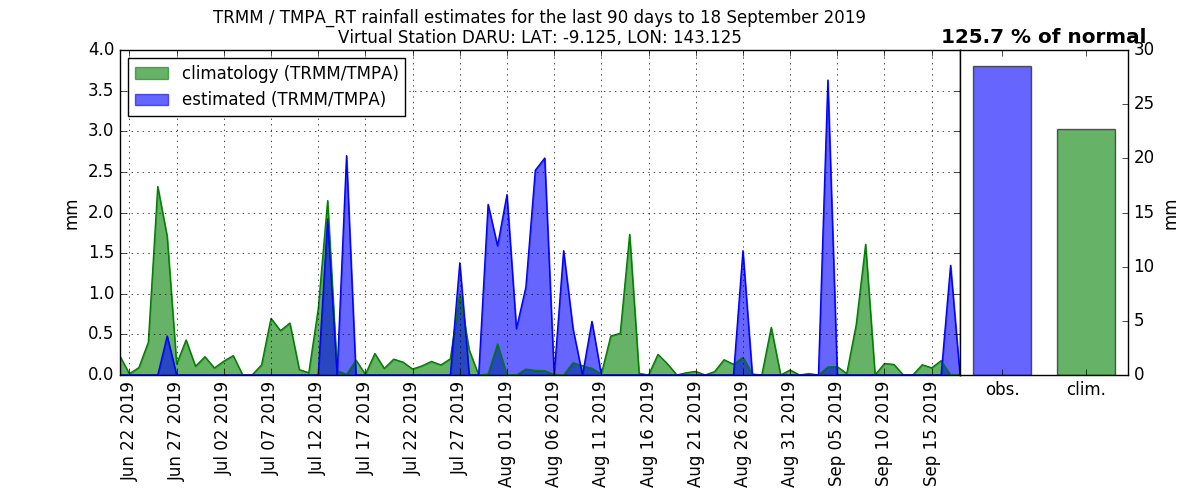 TRMM / TMPA_RT rainfall estimates for the last 90 days to 18 September 2019
Virtual Station DARU: LAT: -9.125, LON: 143.125
125.7 % of normal
climatology (TRMM/TMPA)
estimated (TRMM/TMPA)
mm
4.0
3.5
3.0
2.5
2.0
1.5
1.0
0.5
0.0
Jun 22 2019
Jun 27 2019
Jul 02 2019
Jul 07 2019
Jul 12 2019
Jul 17 2019
Jul 22 2019
Jul 27 2019
Aug 01 2019
Aug 06 2019
Aug 11 2019
Aug 16 2019
Aug 21 2019
Aug 26 2019
Aug 31 2019
Sep 05 2019
Sep 10 2019
Sep 15 2019
obs.
clim.
30
25
20
15
10
5
0
mm